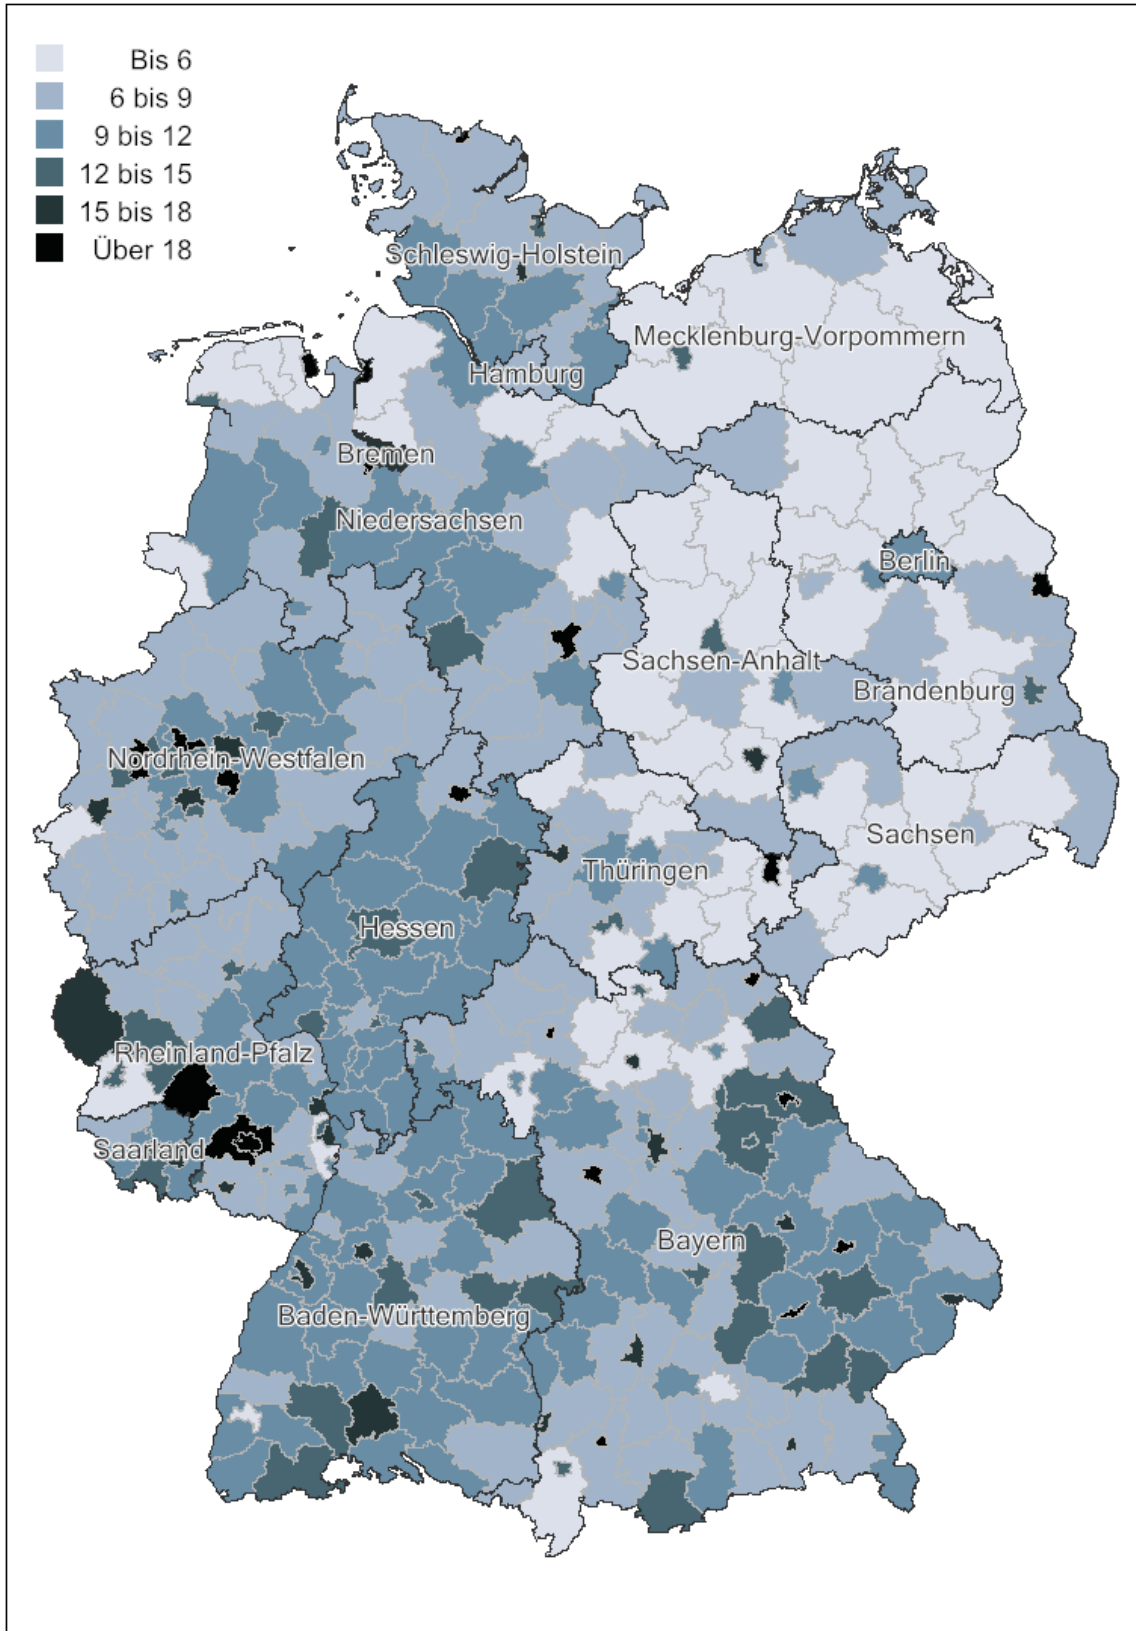 Bis 6
6 bis 9
9 bis 12
12 bis 15
15 bis 18
Über 18
Schleswig-Holstein
Mecklenburg-Vorpommern
Hamburg
Bremen
Niedersachsen
Berlin
Sachsen-Anhalt
Brandenburg
Nordrhein-Westfalen
Sachsen
Thüringen
Hessen
Rheinland-Pfalz
Saarland
Bayern
Baden-Württemberg